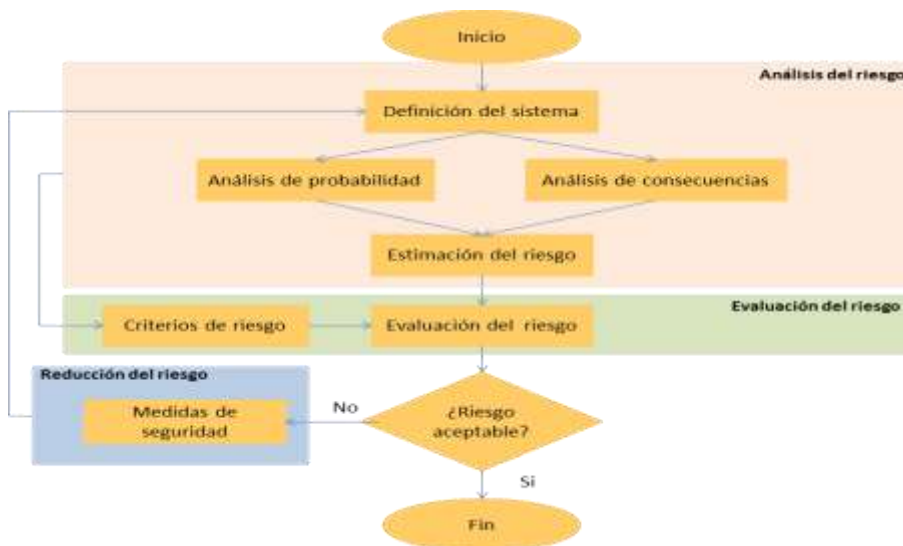 Inicio
Análisis del riesgo
Definición del sistema
Análisis de probabilidad
Análisis de consecuencias
Estimación del riesgo
Evaluación del riesgo
Criterios de riesgo
Evaluación del riesgo
Reducción del riesgo
Medidas de
seguridad
No
¿Riesgo
aceptable?
Si
Fin